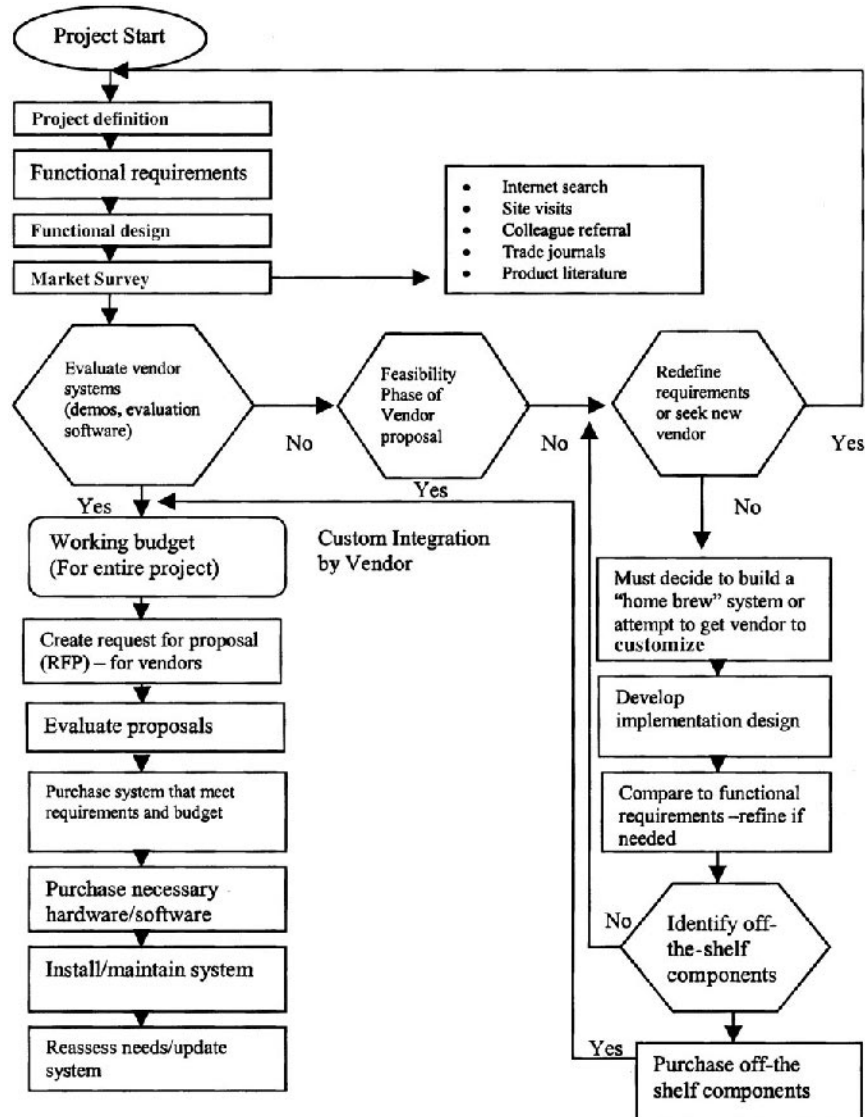 Project Start
Project definition
Functional requirements
Functional design
Market Survey
• Internet search
• Site visits
• Colleague referral
• Trade journals
• Product literature
Evaluate vendor
systems
(demos, evaluation
software)
No
Feasibility
Phase of
Vendor
proposal
No
Redefine
requirements
or seek new
vendor
Yes
Yes
Yes
No
Working budget
(For entire project)
Custom Integration
by Vendor
Create request for proposal
(RFP) – for vendors
Evaluate proposals
Purchase system that meet
requirements and budget
Purchase necessary
hardware/software
Install/maintain system
Reassess needs/update
system
Must decide to build a
“home brew” system or
attempt to get vendor to
customize
Develop
implementation design
Compare to functional
requirements –refine if
needed
No
Identify off-
the-shelf
components
Yes
Purchase off-the
shelf components